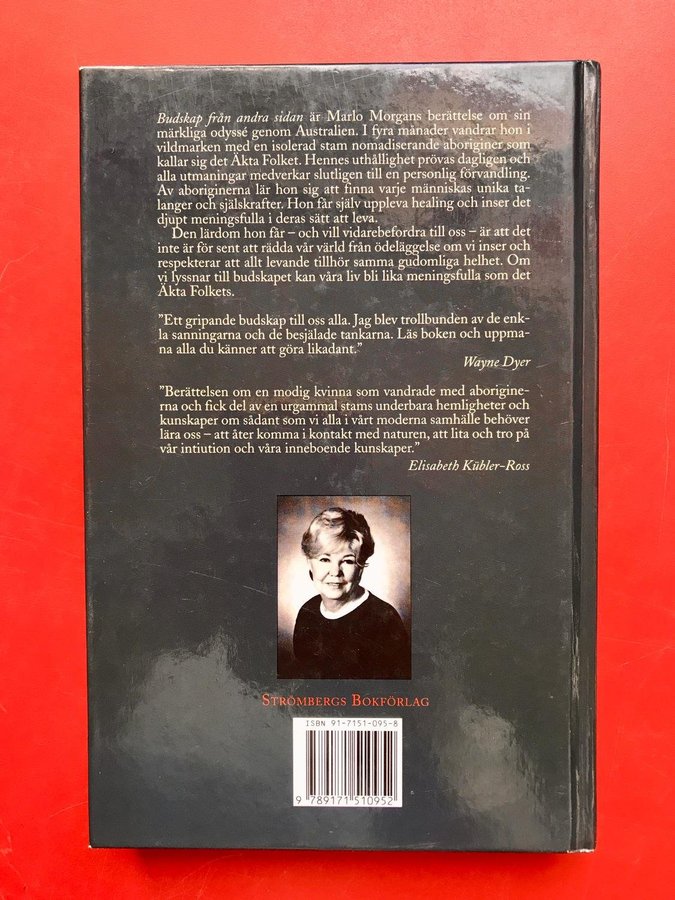 Budskap från andra sidan är Marlo Morgans berättelse om sin
märkliga odyssé genom Australien. I fyra månader vandrar hon i
vildmarken med en isolerad stam nomadiserande aboriginer som
kallar sig det Äkta Folket. Hennes uthållighet prövas dagligen och
alla utmaningar medverkar slutligen till en personlig förvandling.
Av aboriginerna lär hon sig att finna varje människas unika ta-
langer och själskrafter. Hon får själv uppleva healing och inser det
djupt meningsfulla i deras sätt att leva.
Den lärdom hon får – och vill vidarebefordra till oss – är att det
inte är för sent att rädda vår värld från ödeläggelse om vi inser och
respekterar att allt levande tillhör samma gudomliga helhet. Om
vi lyssnar till budskapet kan våra liv bli lika meningsfulla som det
Äkta Folkets.
”Ett gripande budskap till oss alla. Jag blev trollbunden av de enk-
la sanningarna och de besjälade tankarna. Läs boken och uppma-
na alla du känner att göra likadant.”
Wayne Dyer
”Berättelsen om en modig kvinna som vandrade med aborigine-
rna och fick del av en urgammal stams underbara hemligheter och
kunskaper om sådant som vi alla i vårt moderna samhälle behöver
lära oss – att åter komma i kontakt med naturen, att lita och tro på
vår intiution och våra inneboende kunskaper.”
Elisabeth Kübler-Ross
STRÖMBERGS BOKFÖRLAG
ISBN 91-7151-095-8
9 789171 510952